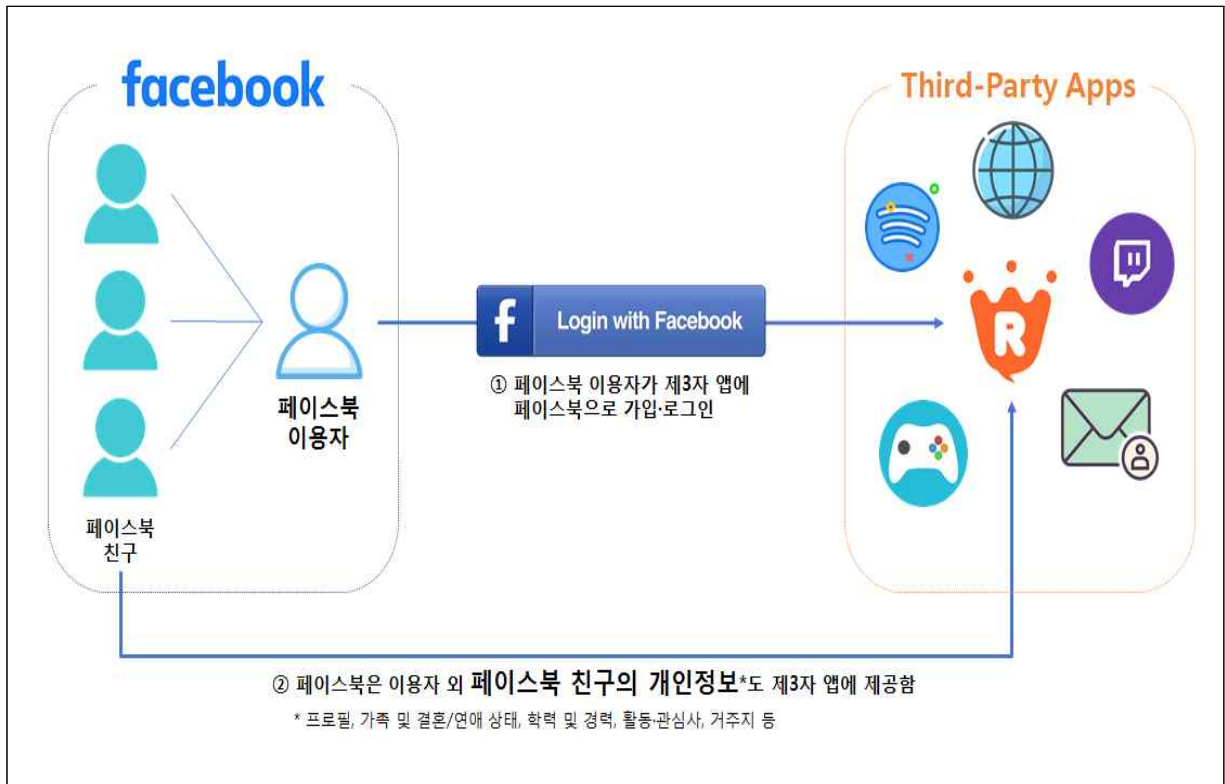 facebook
Third-Party Apps
f
Login with Facebook
R
① 페이스북 이용자가 제3자 앱에
페이스북으로 가입·로그인
페이스북
이용자
페이스북
친구
② 페이스북은 이용자 외 페이스북 친구의 개인정보*도 제3자 앱에 제공함
* 프로필, 가족 및 결혼/연애 상태, 학력 및 경력, 활동·관심사, 거주지 등